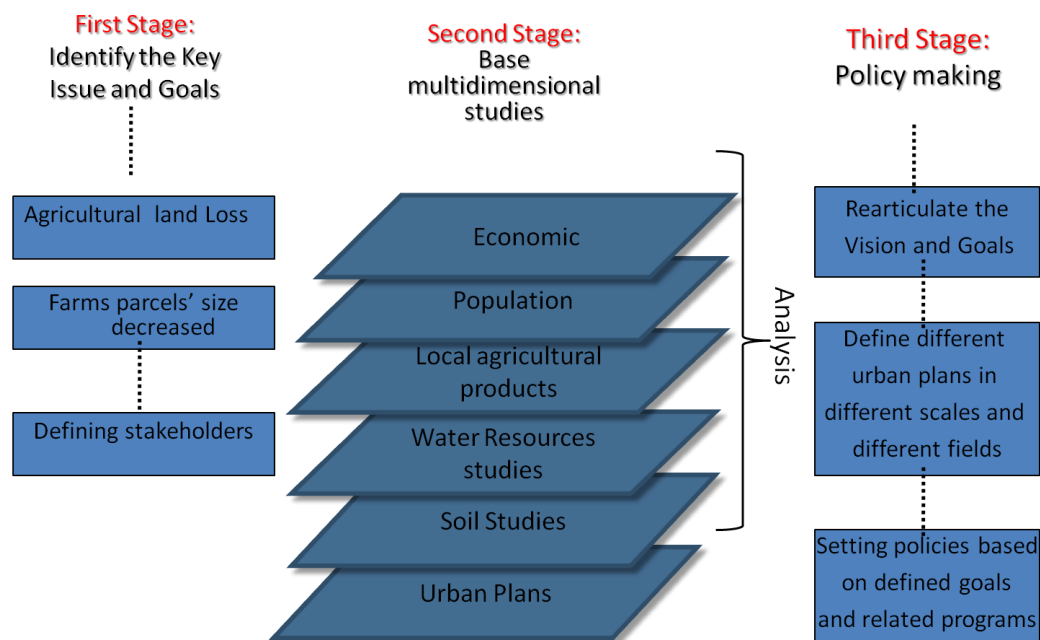 First Stage:
Identify the Key
Issue and Goals
Agricultural land Loss
Farms parcels’ size
decreased
Defining stakeholders
Second Stage:
Base
multidimensional
studies
Economic
Population
Local agricultural
products
Water Resources
studies
Soil Studies
Urban Plans
Analysis
Third Stage:
Policy making
Rearticulate the
Vision and Goals
Define different
urban plans in
different scales and
different fields
Setting policies based
on defined goals
and related programs